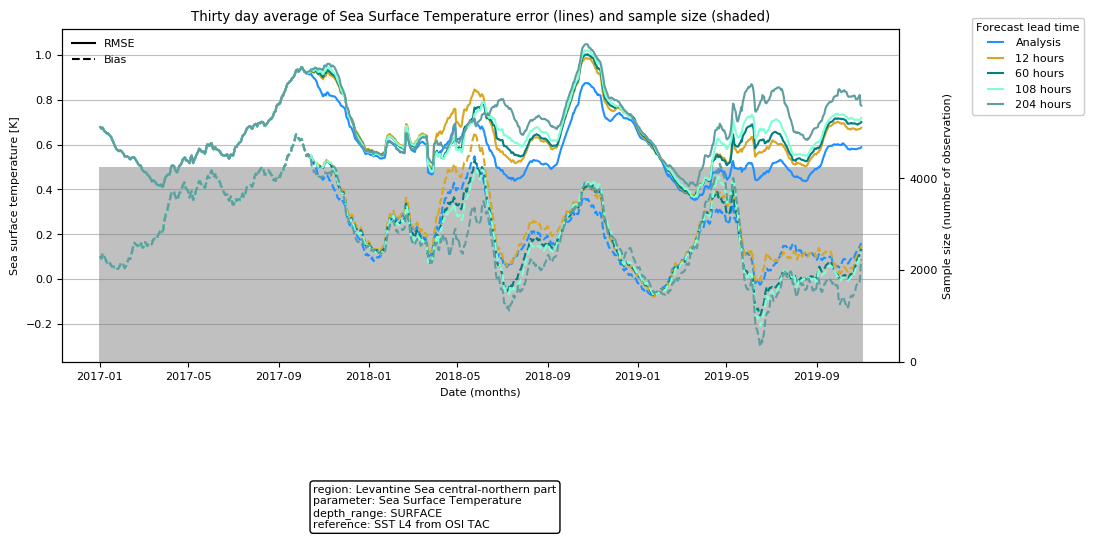 Thirty day average of Sea Surface Temperature error (lines) and sample size (shaded)
Forecast lead time
Analysis
12 hours
60 hours
108 hours
204 hours
RMSE
Bias
Sea surface temperature [K]
1.0
0.8
0.6
0.4
0.2
0.0
−0.2
Sample size (number of observation)
4000
2000
0
2017-01 2017-05 2017-09 2018-01 2018-05 2018-09 2019-01 2019-05 2019-09
Date (months)
region: Levantine Sea central-northern part
parameter: Sea Surface Temperature
depth_range: SURFACE
reference: SST L4 from OSI TAC